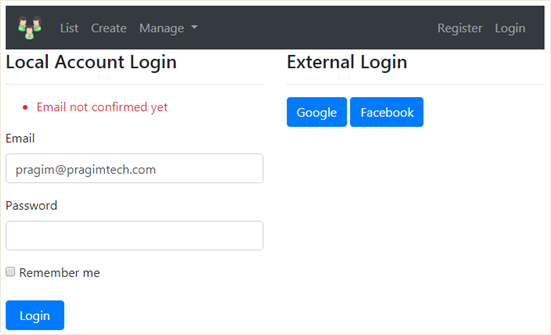 List Create Manage Register Login
Local Account Login
Email not confirmed yet
Email
pragim@pragimtech.com
Password
Remember me
Login
External Login
Google Facebook